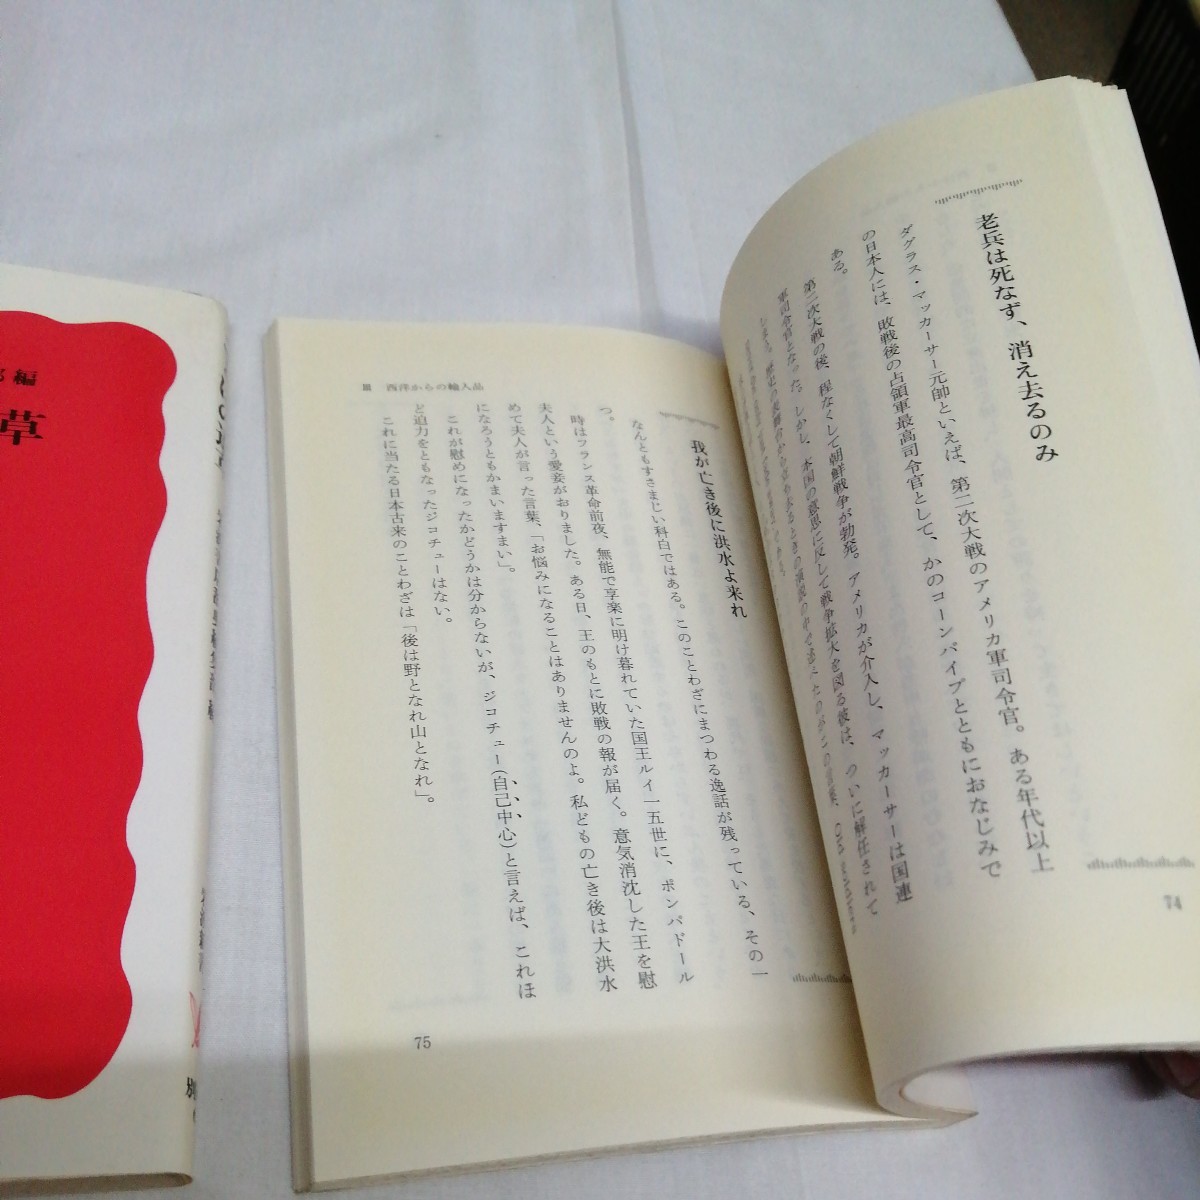 老兵は死なず、消え去るのみ
ダグラス・マッカーサー元帥といえば、第二次大戦のアメリカ軍司令官。ある年代以上
の日本人には、敗戦後の占領軍最高司令官として、かのコーンパイプとともにおなじみで
ある。
第二次大戦の後、程なくして朝鮮戦争が勃発。アメリカが介入し、マッカーサーは国連
軍司令官となった。しかし、本国の意思に反して戦争拡大を図る彼は、ついに解任されて
74
Ⅲ 西洋からの輸入品
我が亡き後に洪水よ来れ
なんともすさまじい科白ではある。このことわざにまつわる逸話が残っている、その一
つ。
時はフランス革命前夜、無能で享楽に明け暮れていた国王ルイ一五世に、ポンパドール
夫人という愛妾がおりました。ある日、王のもとに敗戦の報が届く。意気消沈した王を慰
めて夫人が言った言葉、「お悩みになることはありませんのよ。私どもの亡き後は大洪水
になろうともかまいますまい」。
これが慰めになったかどうかは分からないが、ジコチュー(自己中心)と言えば、これほ
ど迫力をともなったジコチューはない。
これに当たる日本古来のことわざは「後は野となれ山となれ」。
75
編
草